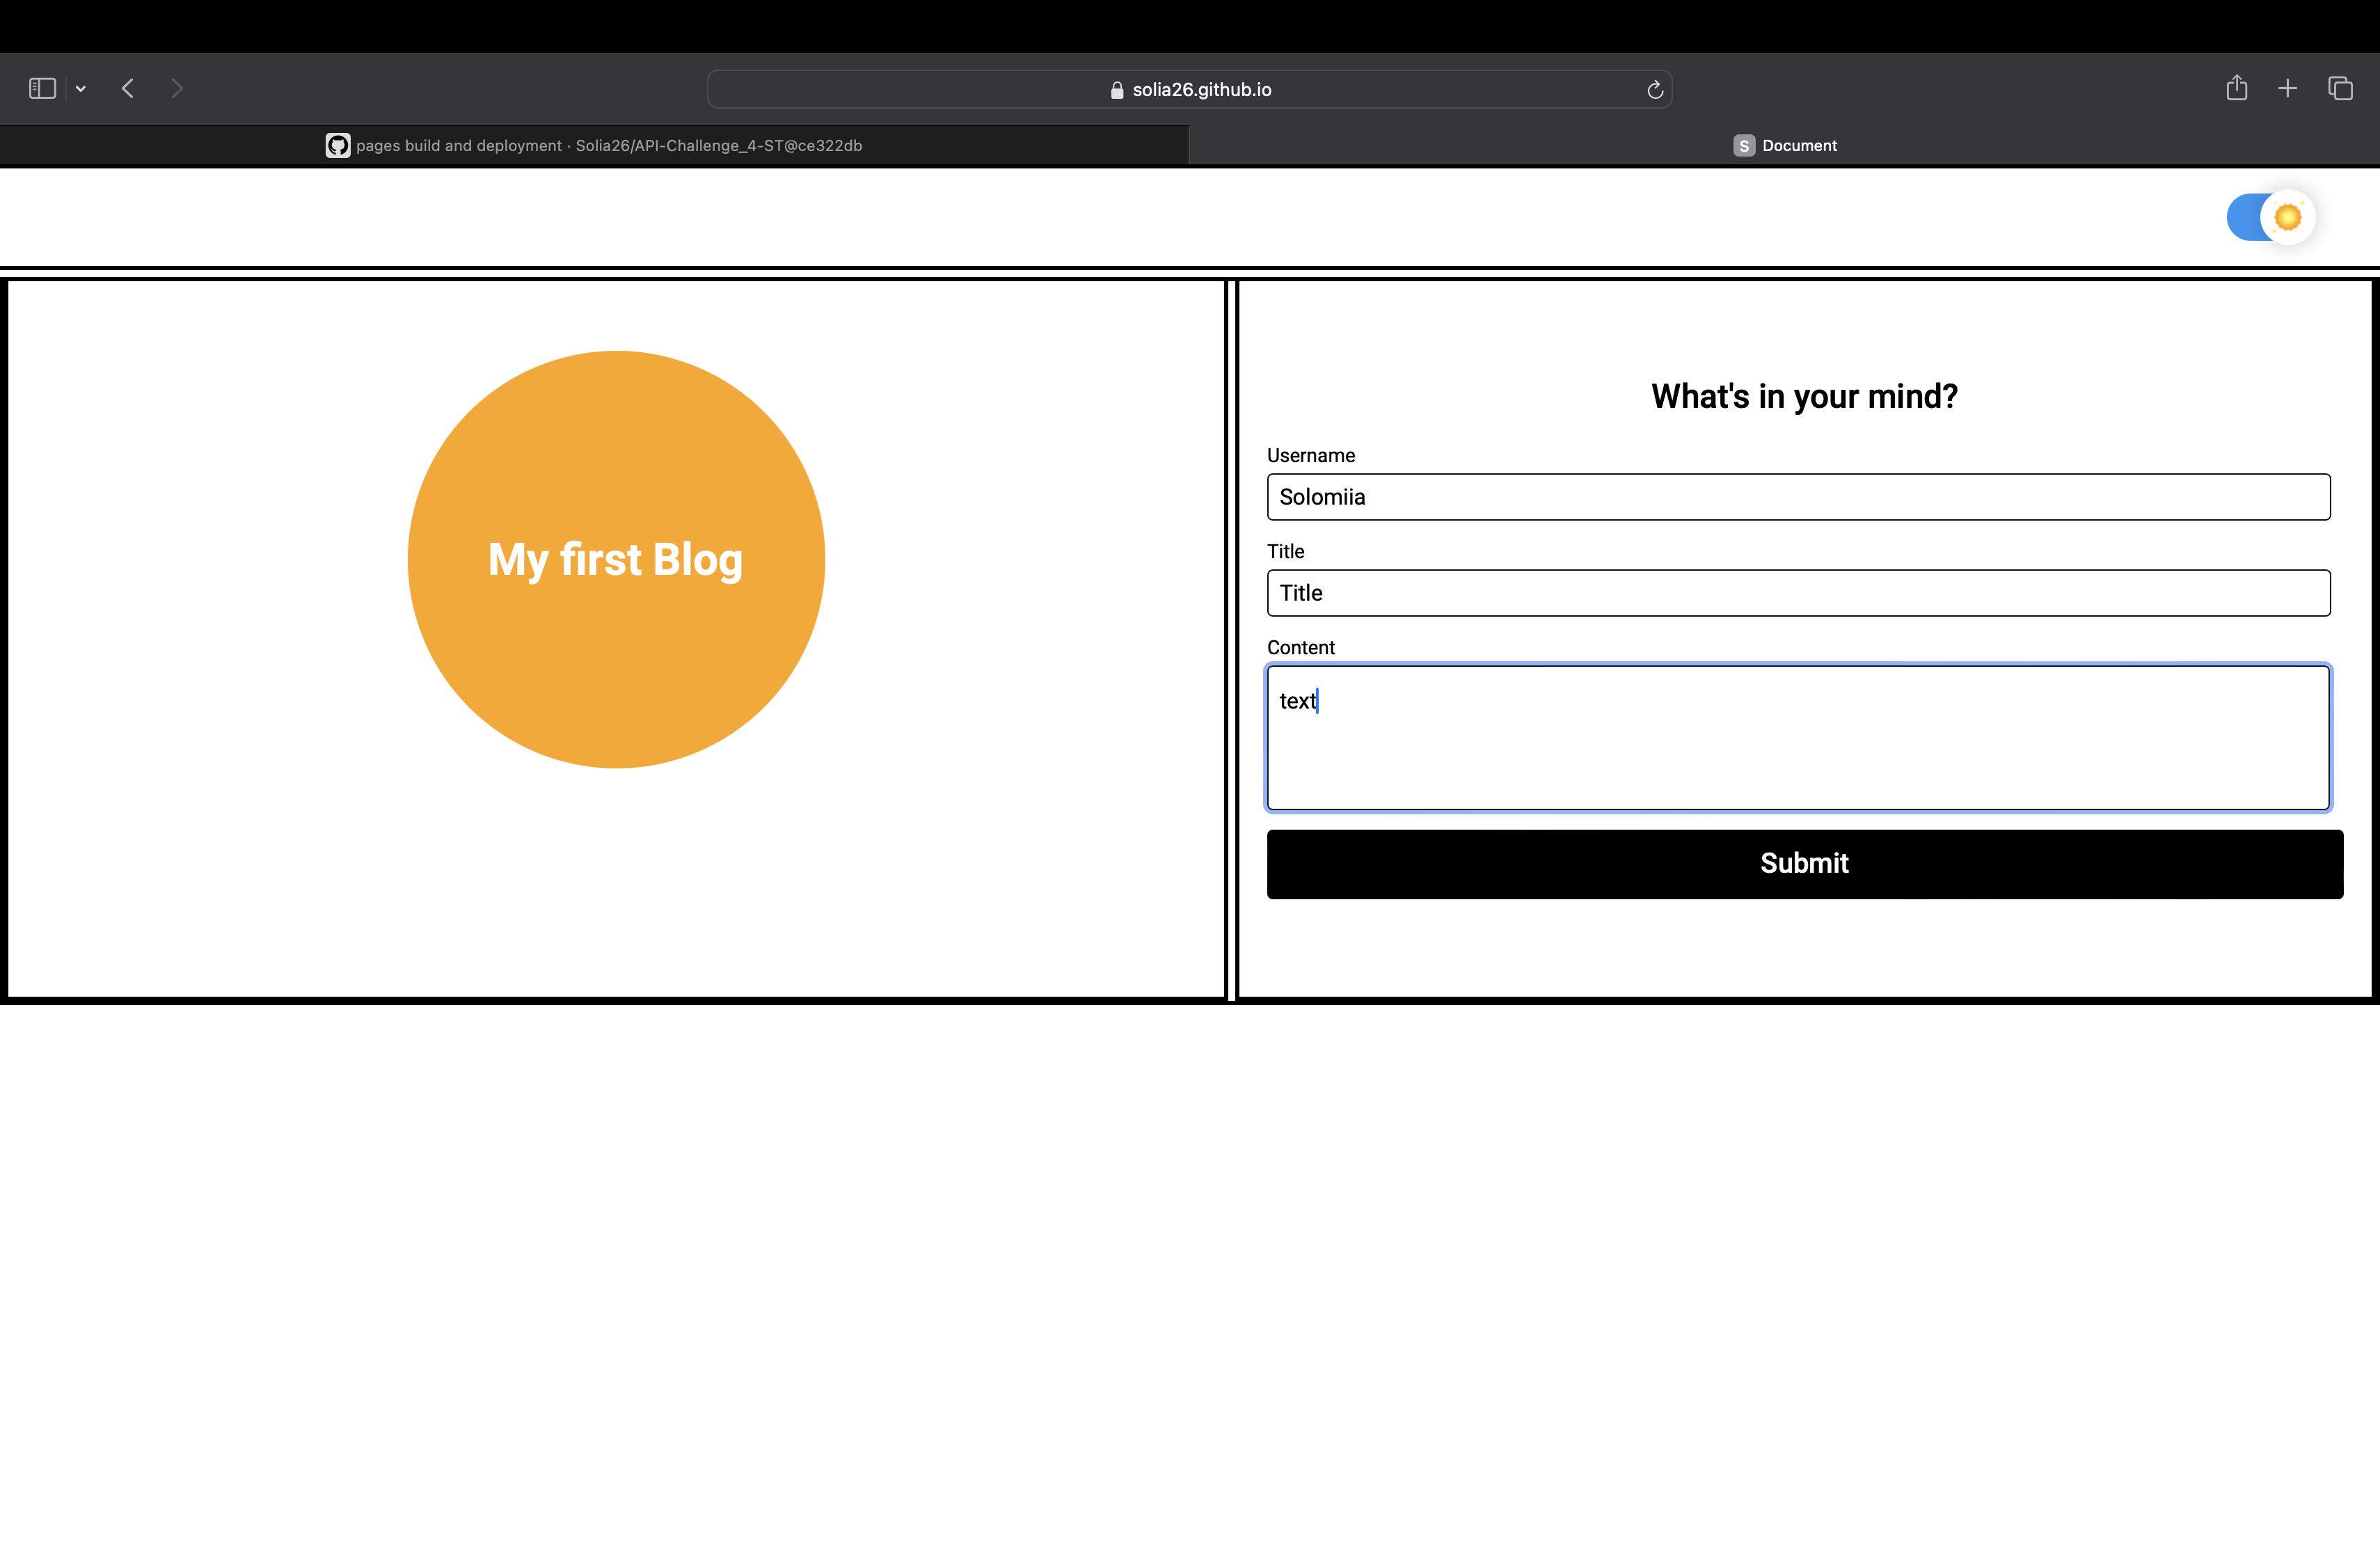 solia26.github.io
pages build and deployment · Solia26/API-Challenge_4-ST@ce322db
S Document
My first Blog
What's in your mind?
Username
Solomiia
Title
Title
Content
text
Submit